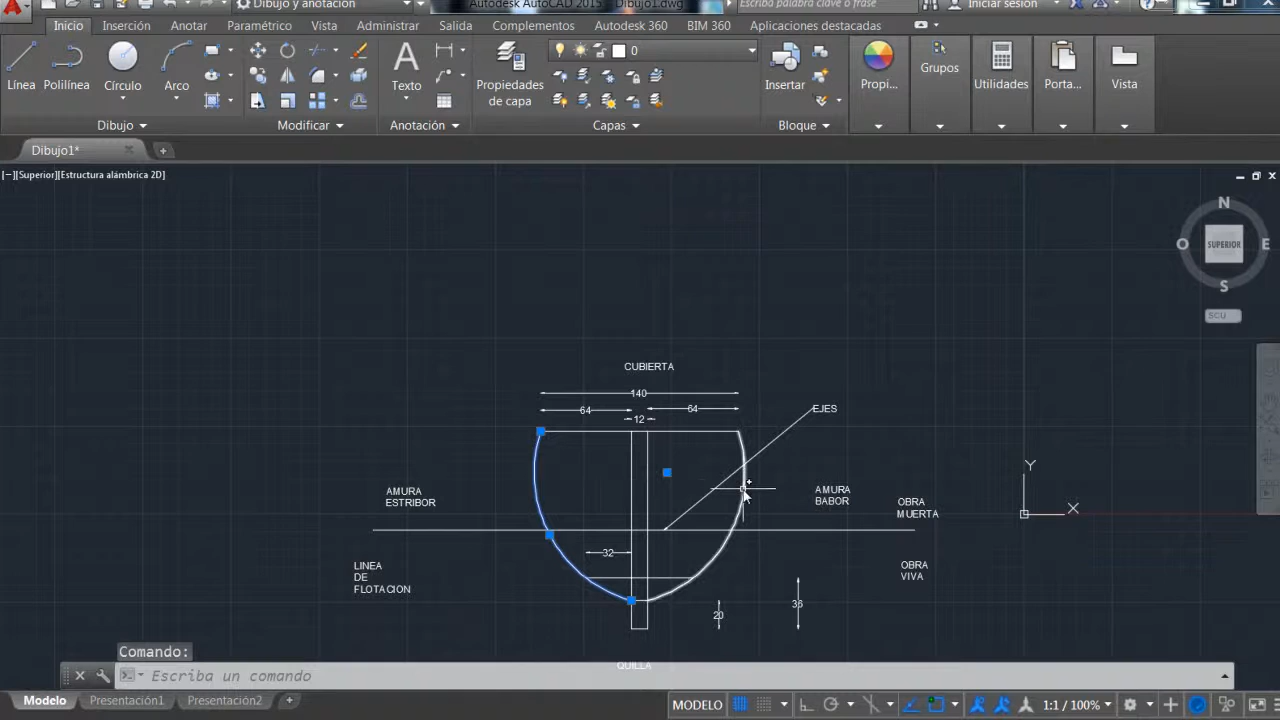 Dibujo y anotación
Autodesk AutoCAD 2015 Dibujo1.dwg
Escriba palabra clave o frase
Iniciar sesión
Inicio
Inserción
Anotar
Paramétrico
Vista
Administrar
Salida
Complementos
Autodesk 360
BIM 360
Aplicaciones destacadas
Línea
Polilínea
Círculo
Arco
Texto
Propiedades
de capa
0
Insertar
Propi...
Grupos
Utilidades
Porta...
Vista
Dibujo
Modificar
Anotación
Capas
Bloque
Dibujo1*
[−][Superior][Estructura alámbrica 2D]
N
O
SUPERIOR
E
S
SCU
CUBIERTA
140
64
64
12
EJES
AMURA
ESTRIBOR
AMURA
BABOR
OBRA
MUERTA
Y
X
32
LINEA
DE
FLOTACION
OBRA
VIVA
20
36
QUILLA
Comando:
Escriba un comando
Modelo
Presentación1
Presentación2
MODELO
1:1 / 100%